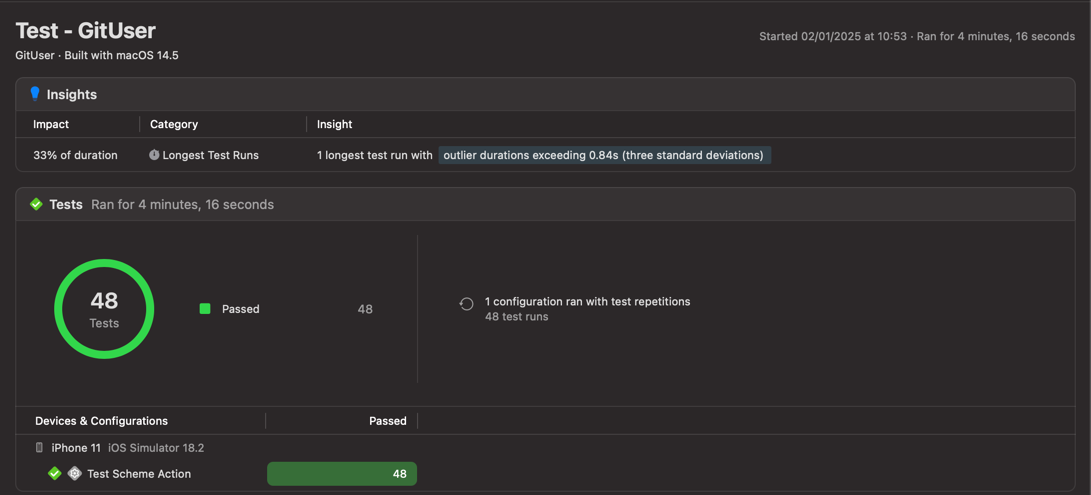 Test - GitUser
Started 02/01/2025 at 10:53 · Ran for 4 minutes, 16 seconds
GitUser · Built with macOS 14.5
Insights
Impact Category Insight
33% of duration Longest Test Runs 1 longest test run with outlier durations exceeding 0.84s (three standard deviations)
Tests Ran for 4 minutes, 16 seconds
48
Tests
Passed 48
1 configuration ran with test repetitions
48 test runs
Devices & Configurations Passed
iPhone 11 iOS Simulator 18.2
Test Scheme Action 48